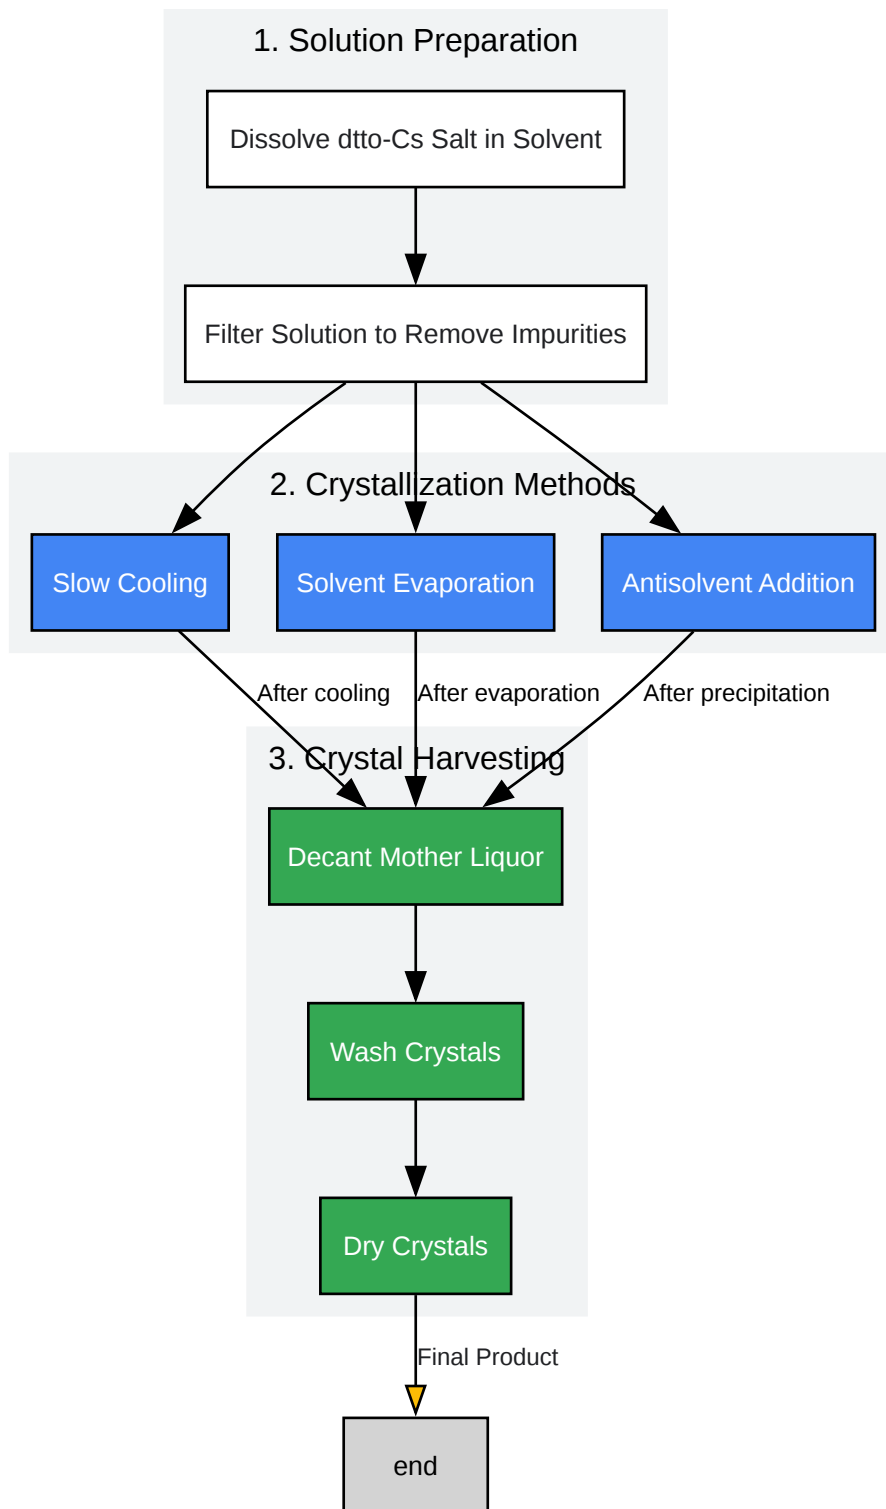 1. Solution Preparation
Dissolve dtto-Cs Salt in Solvent
Filter Solution to Remove Impurities
2. Crystallization Methods
Slow Cooling
Solvent Evaporation
Antisolvent Addition
After cooling
After evaporation
After precipitation
3. Crystal Harvesting
Decant Mother Liquor
Wash Crystals
Dry Crystals
Final Product
end